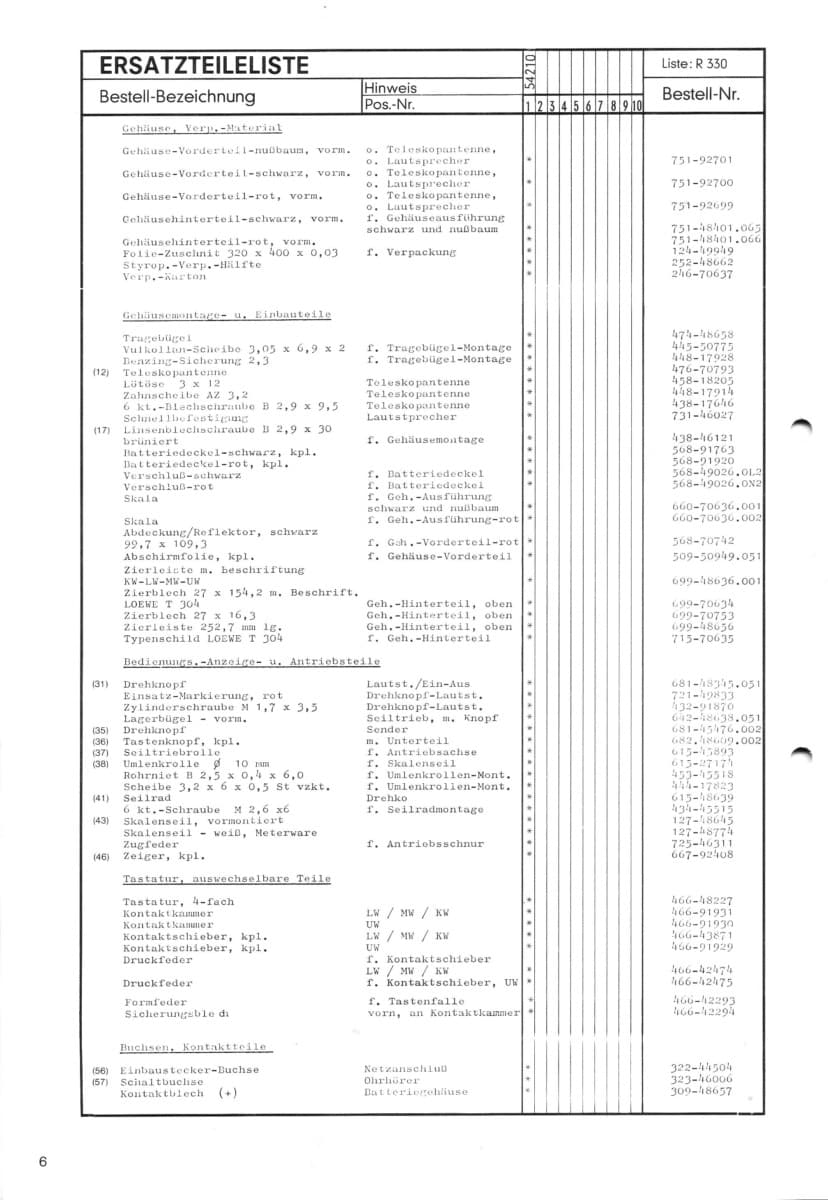 ERSATZTEILELISTE 54210 Liste: R 330
Bestell-Bezeichnung Hinweis Pos.-Nr. 1 2 3 4 5 6 7 8 9 10 Bestell-Nr.
Gehäuse, Verp.-Material
Gehäuse-Vorderteil-nußbaum, vorm. o. Teleskopantenne,
o. Lautsprecher * 751-92701
Gehäuse-Vorderteil-schwarz, vorm. o. Teleskopantenne,
o. Lautsprecher * 751-92700
Gehäuse-Vorderteil-rot, vorm. o. Teleskopantenne,
o. Lautsprecher * 751-92699
Gehäusehinterteil-schwarz, vorm. f. Gehäuseausführung
schwarz und nußbaum * 751-48401.065
Gehäusehinterteil-rot, vorm. * 751-48401.066
Folie-Zuschnit 320 x 400 x 0,03 f. Verpackung * 124-49949
Styrop.-Verp.-Hälfte * 252-48662
Verp.-Karton * 246-70637
Gehäusemontage- u. Einbauteile
Tragebügel * 474-48658
Vulkollan-Scheibe 3,05 x 6,9 x 2 f. Tragebügel-Montage * 445-50775
Benzing-Sicherung 2,3 f. Tragebügel-Montage * 448-17928
(12) Teleskopantenne * 476-70793
Lötöse 3 x 12 Teleskopantenne * 458-18205
Zahnscheibe AZ 3,2 Teleskopantenne * 448-17914
6 kt.-Blechschraube B 2,9 x 9,5 Teleskopantenne * 438-17646
Schnellbefestigung Lautstprecher * 731-46027
(17) Linsenblechschraube B 2,9 x 30
brüniert f. Gehäusemontage * 438-46121
Batteriedeckel-schwarz, kpl. * 568-91763
Batteriedeckel-rot, kpl. * 568-91920
Verschluß-schwarz f. Batteriedeckel * 568-49026.0L2
Verschluß-rot f. Batteriedeckel * 568-49026.0N2
Skala f. Geh.-Ausführung
schwarz und nußbaum * 660-70636.001
Skala f. Geh.-Ausführung-rot * 660-70636.002
Abdeckung/Reflektor, schwarz
99,7 x 109,3 f. Geh.-Vorderteil-rot * 568-70742
Abschirmfolie, kpl. f. Gehäuse-Vorderteil * 509-50949.051
Zierleiste m. beschriftung
KW-LW-MW-UW * 699-48636.001
Zierblech 27 x 154,2 m. Beschrift.
LOEWE T 304 Geh.-Hinterteil, oben * 699-70634
Zierblech 27 x 16,3 Geh.-Hinterteil, oben * 699-70753
Zierleiste 252,7 mm lg. Geh.-Hinterteil, oben * 699-48656
Typenschild LOEWE T 304 f. Geh.-Hinterteil * 715-70635
Bedienungs.-Anzeige- u. Antriebsteile
(31) Drehknopf Lautst./Ein-Aus * 681-48345.051
Einsatz-Markierung, rot Drehknopf-Lautst. * 721-49833
Zylinderschraube M 1,7 x 3,5 Drehknopf-Lautst. * 432-91870
Lagerbügel - vorm. Seiltrieb, m. Knopf * 642-48638.051
(35) Drehknopf Sender * 681-45476.002
(36) Tastenknopf, kpl. m. Unterteil * 682.48609.002
(37) Seiltriebrolle f. Antriebsachse * 615-45893
(38) Umlenkrolle ∅ 10 mm f. Skalenseil * 615-27174
Rohrniet B 2,5 x 0,4 x 6,0 f. Umlenkrollen-Mont. * 453-45518
Scheibe 3,2 x 6 x 0,5 St vzkt. f. Umlenkrollen-Mont. * 444-17823
(41) Seilrad Drehko * 615-48639
6 kt.-Schraube M 2,6 x6 f. Seilradmontage * 434-45515
(43) Skalenseil, vormontiert * 127-48645
Skalenseil - weiß, Meterware * 127-48774
Zugfeder f. Antriebsschnur * 725-46311
(46) Zeiger, kpl. * 667-92408
Tastatur, auswechselbare Teile
Tastatur, 4-fach * 466-48227
Kontaktkammer LW / MW / KW * 466-91931
Kontaktkammer UW * 466-91930
Kontaktschieber, kpl. LW / MW / KW * 466-43871
Kontaktschieber, kpl. UW * 466-91929
Druckfeder f. Kontaktschieber
LW / MW / KW * 466-42474
Druckfeder f. Kontaktschieber, UW * 466-42475
Formfeder f. Tastenfalle * 466-42293
Sicherungsblech vorn, an Kontaktkammer * 466-42294
Buchsen, Kontaktteile
(56) Einbaustecker-Buchse Netzanschluß * 322-44504
(57) Schaltbuchse Ohrhörer * 323-46006
Kontaktblech (+) Batteriegehäuse * 309-48657
6